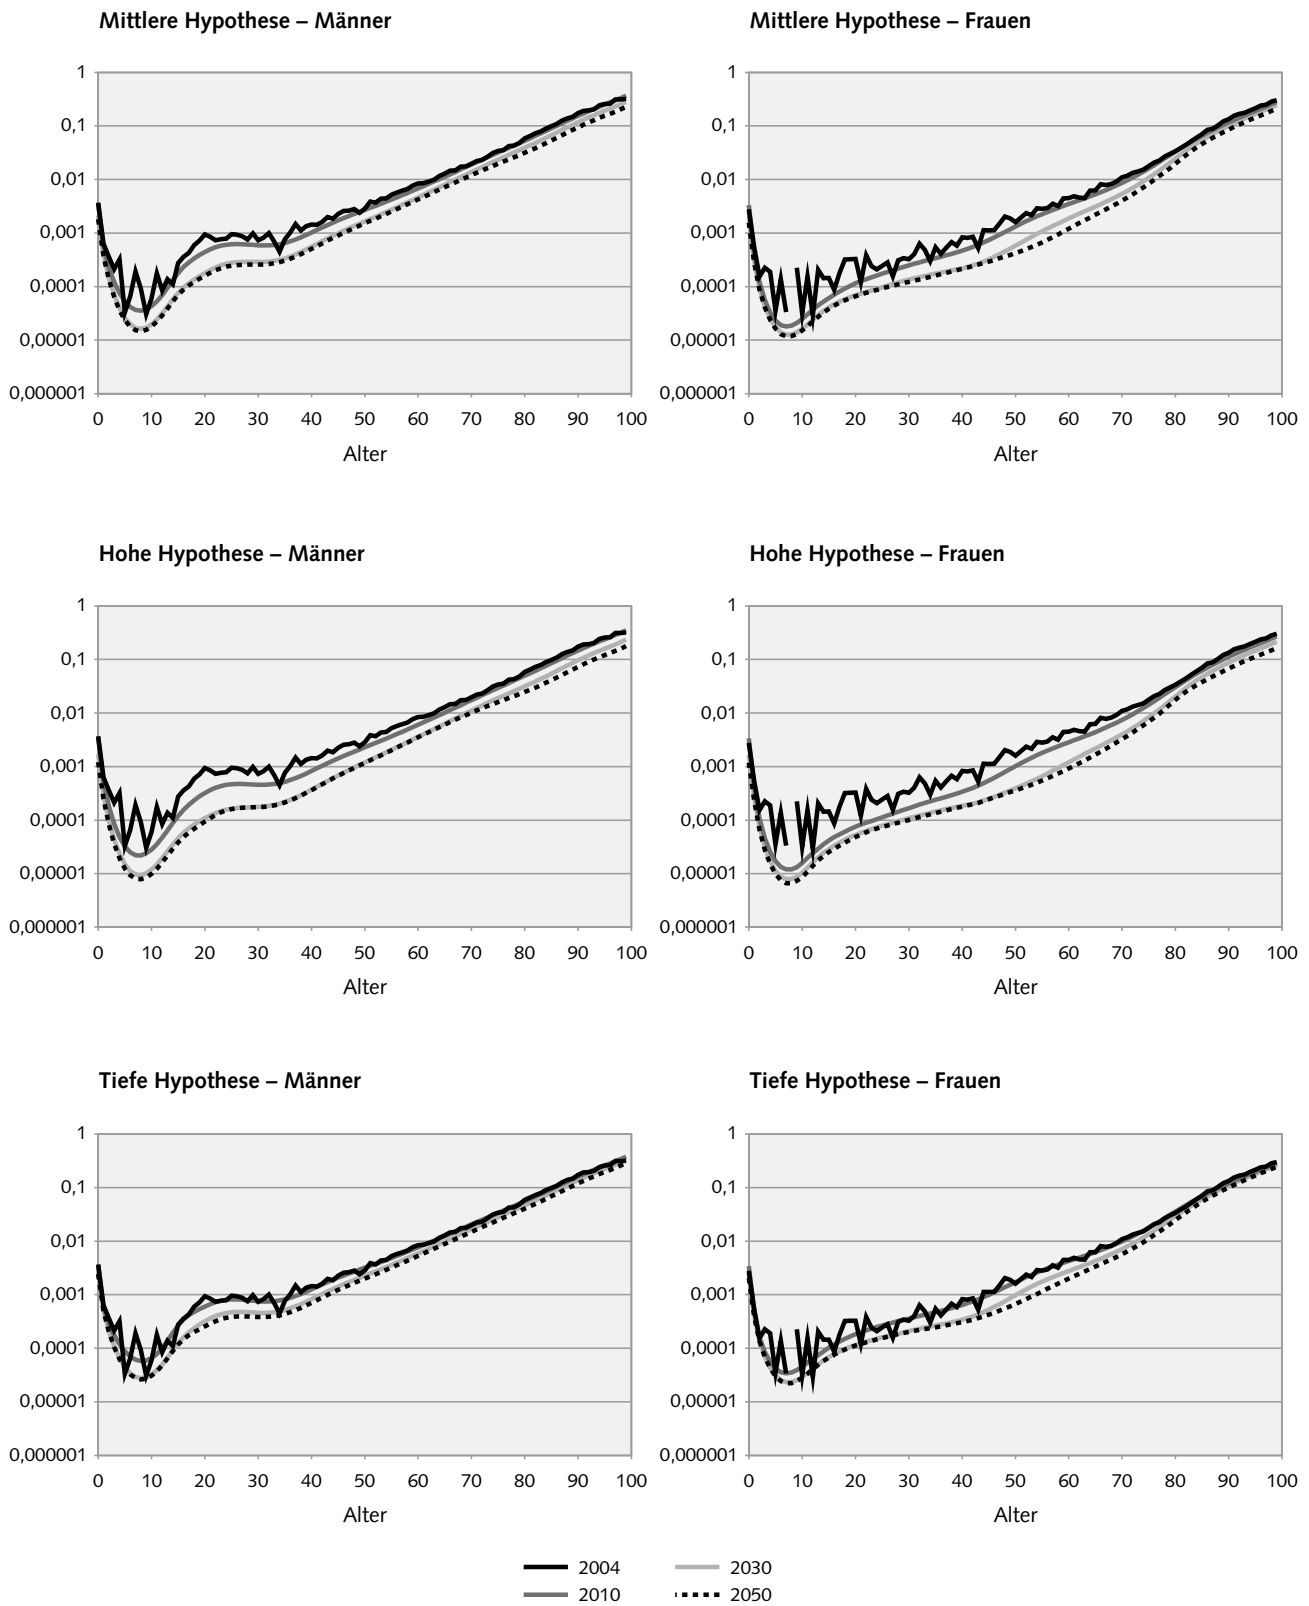 Mittlere Hypothese – Männer
1
0,1
0,01
0,001
0,0001
0,00001
0,000001
0 10 20 30 40 50 60 70 80 90 100
Alter
Mittlere Hypothese – Frauen
1
0,1
0,01
0,001
0,0001
0,00001
0,000001
0 10 20 30 40 50 60 70 80 90 100
Alter
Hohe Hypothese – Männer
1
0,1
0,01
0,001
0,0001
0,00001
0,000001
0 10 20 30 40 50 60 70 80 90 100
Alter
Hohe Hypothese – Frauen
1
0,1
0,01
0,001
0,0001
0,00001
0,000001
0 10 20 30 40 50 60 70 80 90 100
Alter
Tiefe Hypothese – Männer
1
0,1
0,01
0,001
0,0001
0,00001
0,000001
0 10 20 30 40 50 60 70 80 90 100
Alter
Tiefe Hypothese – Frauen
1
0,1
0,01
0,001
0,0001
0,00001
0,000001
0 10 20 30 40 50 60 70 80 90 100
Alter
2004 2030
2010 2050